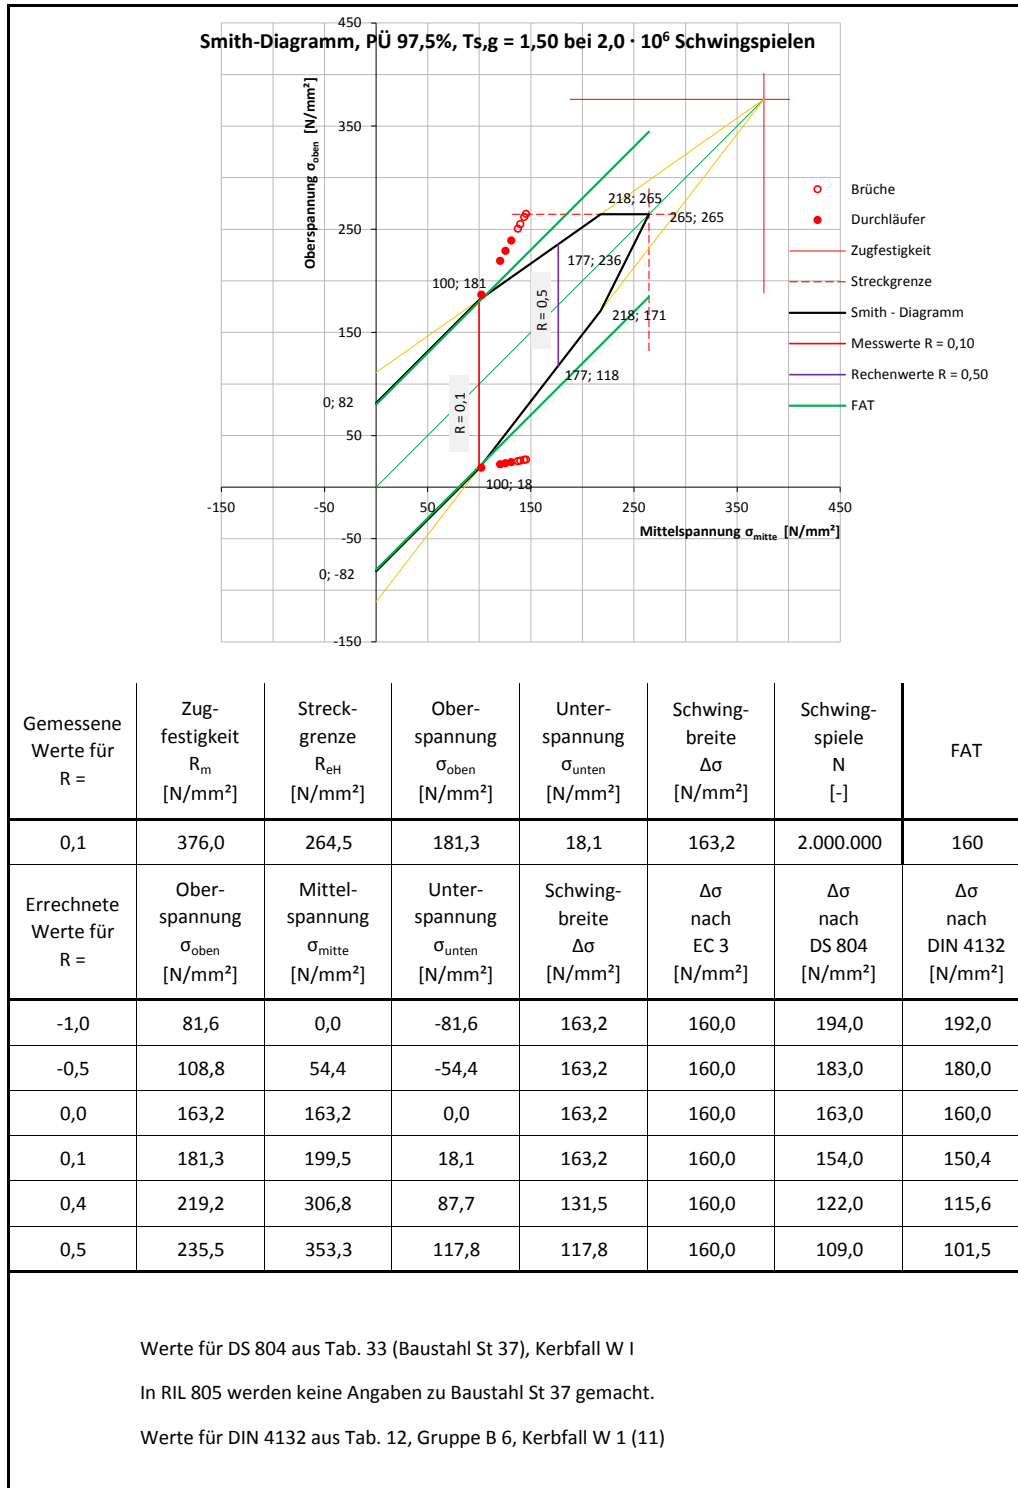 Smith-Diagramm, PÜ 97,5%, Ts,g = 1,50 bei 2,0 · 10⁶ Schwingspielen
Oberspannung σoben [N/mm²]
450
350
250
150
50
-50
-150
-150
-50
50
150
250
350
450
Mittelspannung σmitte [N/mm²]
218; 265
265; 265
177; 236
100; 181
218; 171
177; 118
0; 82
100; 18
0; -82
R = 0,1
R = 0,5
Brüche
Durchläufer
Zugfestigkeit
Streckgrenze
Smith - Diagramm
Messwerte R = 0,10
Rechenwerte R = 0,50
FAT
Gemessene Werte für R = | Zug-festigkeit Rm [N/mm²] | Streck-grenze ReH [N/mm²] | Ober-spannung σoben [N/mm²] | Unter-spannung σunten [N/mm²] | Schwing-breite Δσ [N/mm²] | Schwing-spiele N [-] | FAT
0,1 | 376,0 | 264,5 | 181,3 | 18,1 | 163,2 | 2.000.000 | 160
Errechnete Werte für R = | Ober-spannung σoben [N/mm²] | Mittel-spannung σmitte [N/mm²] | Unter-spannung σunten [N/mm²] | Schwing-breite Δσ [N/mm²] | Δσ nach EC 3 [N/mm²] | Δσ nach DS 804 [N/mm²] | Δσ nach DIN 4132 [N/mm²]
-1,0 | 81,6 | 0,0 | -81,6 | 163,2 | 160,0 | 194,0 | 192,0
-0,5 | 108,8 | 54,4 | -54,4 | 163,2 | 160,0 | 183,0 | 180,0
0,0 | 163,2 | 163,2 | 0,0 | 163,2 | 160,0 | 163,0 | 160,0
0,1 | 181,3 | 199,5 | 18,1 | 163,2 | 160,0 | 154,0 | 150,4
0,4 | 219,2 | 306,8 | 87,7 | 131,5 | 160,0 | 122,0 | 115,6
0,5 | 235,5 | 353,3 | 117,8 | 117,8 | 160,0 | 109,0 | 101,5
Werte für DS 804 aus Tab. 33 (Baustahl St 37), Kerbfall W I
In RIL 805 werden keine Angaben zu Baustahl St 37 gemacht.
Werte für DIN 4132 aus Tab. 12, Gruppe B 6, Kerbfall W 1 (11)